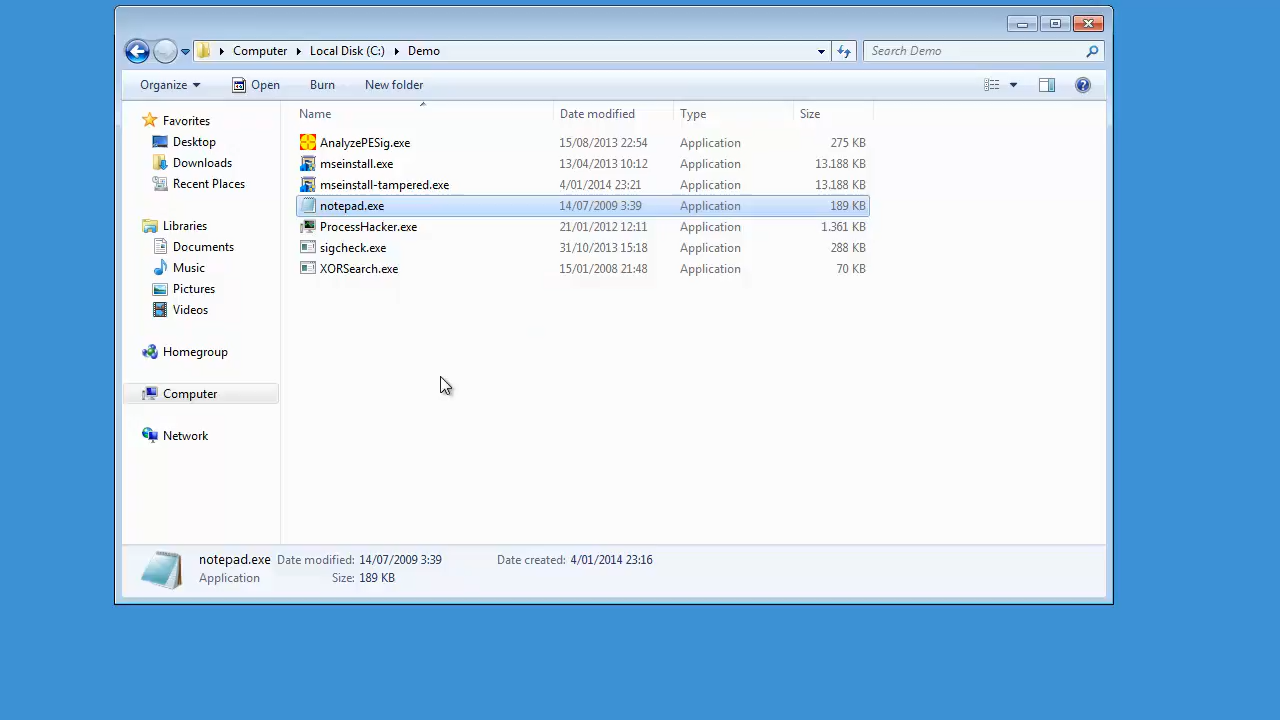 Computer Local Disk (C:) Demo Search Demo
Organize Open Burn New folder
Name Date modified Type Size
Favorites
Desktop
Downloads
Recent Places
Libraries
Documents
Music
Pictures
Videos
Homegroup
Computer
Network
AnalyzePESig.exe 15/08/2013 22:54 Application 275 KB
mseinstall.exe 13/04/2013 10:12 Application 13.188 KB
mseinstall-tampered.exe 4/01/2014 23:21 Application 13.188 KB
notepad.exe 14/07/2009 3:39 Application 189 KB
ProcessHacker.exe 21/01/2012 12:11 Application 1.361 KB
sigcheck.exe 31/10/2013 15:18 Application 288 KB
XORSearch.exe 15/01/2008 21:48 Application 70 KB
notepad.exe Date modified: 14/07/2009 3:39 Date created: 4/01/2014 23:16
Application Size: 189 KB